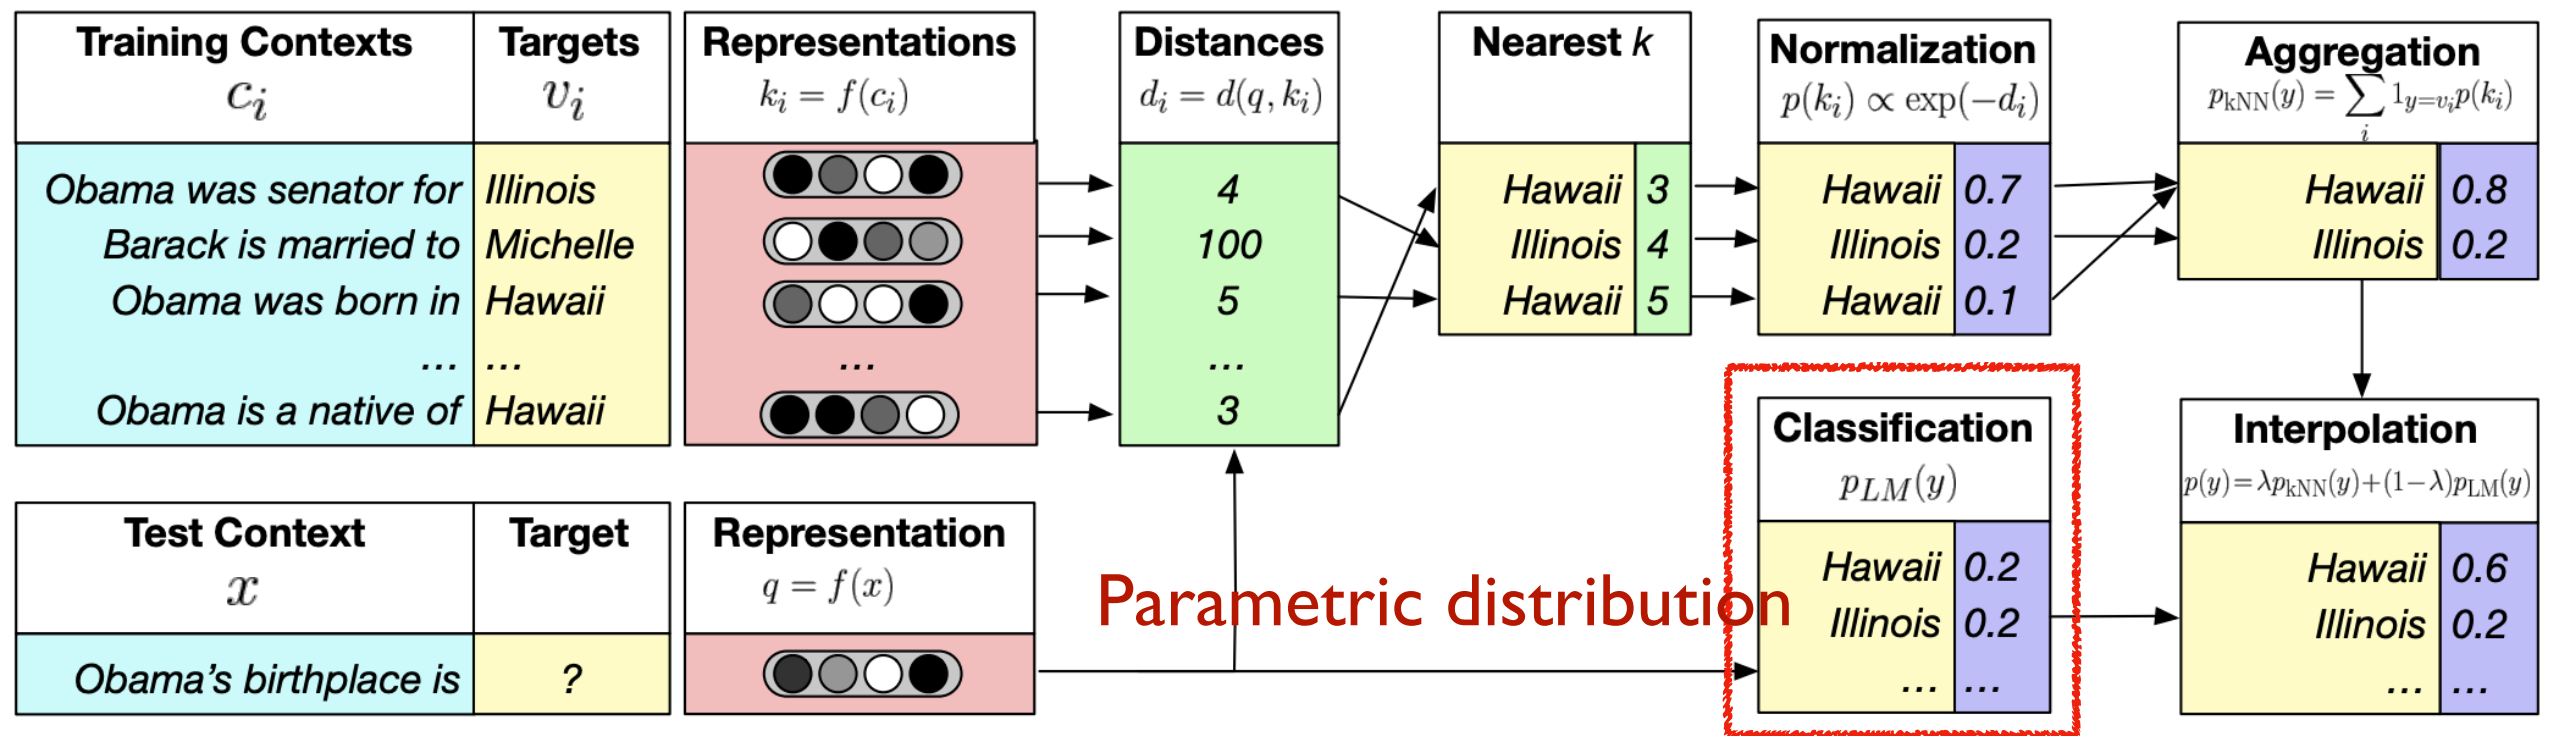 Training Contexts
c_i
Targets
v_i
Obama was senator for Illinois
Barack is married to Michelle
Obama was born in Hawaii
... ...
Obama is a native of Hawaii
Representations
k_i = f(c_i)
...
Distances
d_i = d(q, k_i)
4
100
5
...
3
Nearest k
Hawaii 3
Illinois 4
Hawaii 5
Normalization
p(k_i) ∝ exp(−d_i)
Hawaii 0.7
Illinois 0.2
Hawaii 0.1
Aggregation
p_kNN(y) = ∑_i 1_{y=v_i} p(k_i)
Hawaii 0.8
Illinois 0.2
Test Context
x
Target
Obama's birthplace is ?
Representation
q = f(x)
Parametric distribution
Classification
p_LM(y)
Hawaii 0.2
Illinois 0.2
... ...
Interpolation
p(y) = λp_kNN(y)+(1−λ)p_LM(y)
Hawaii 0.6
Illinois 0.2
... ...